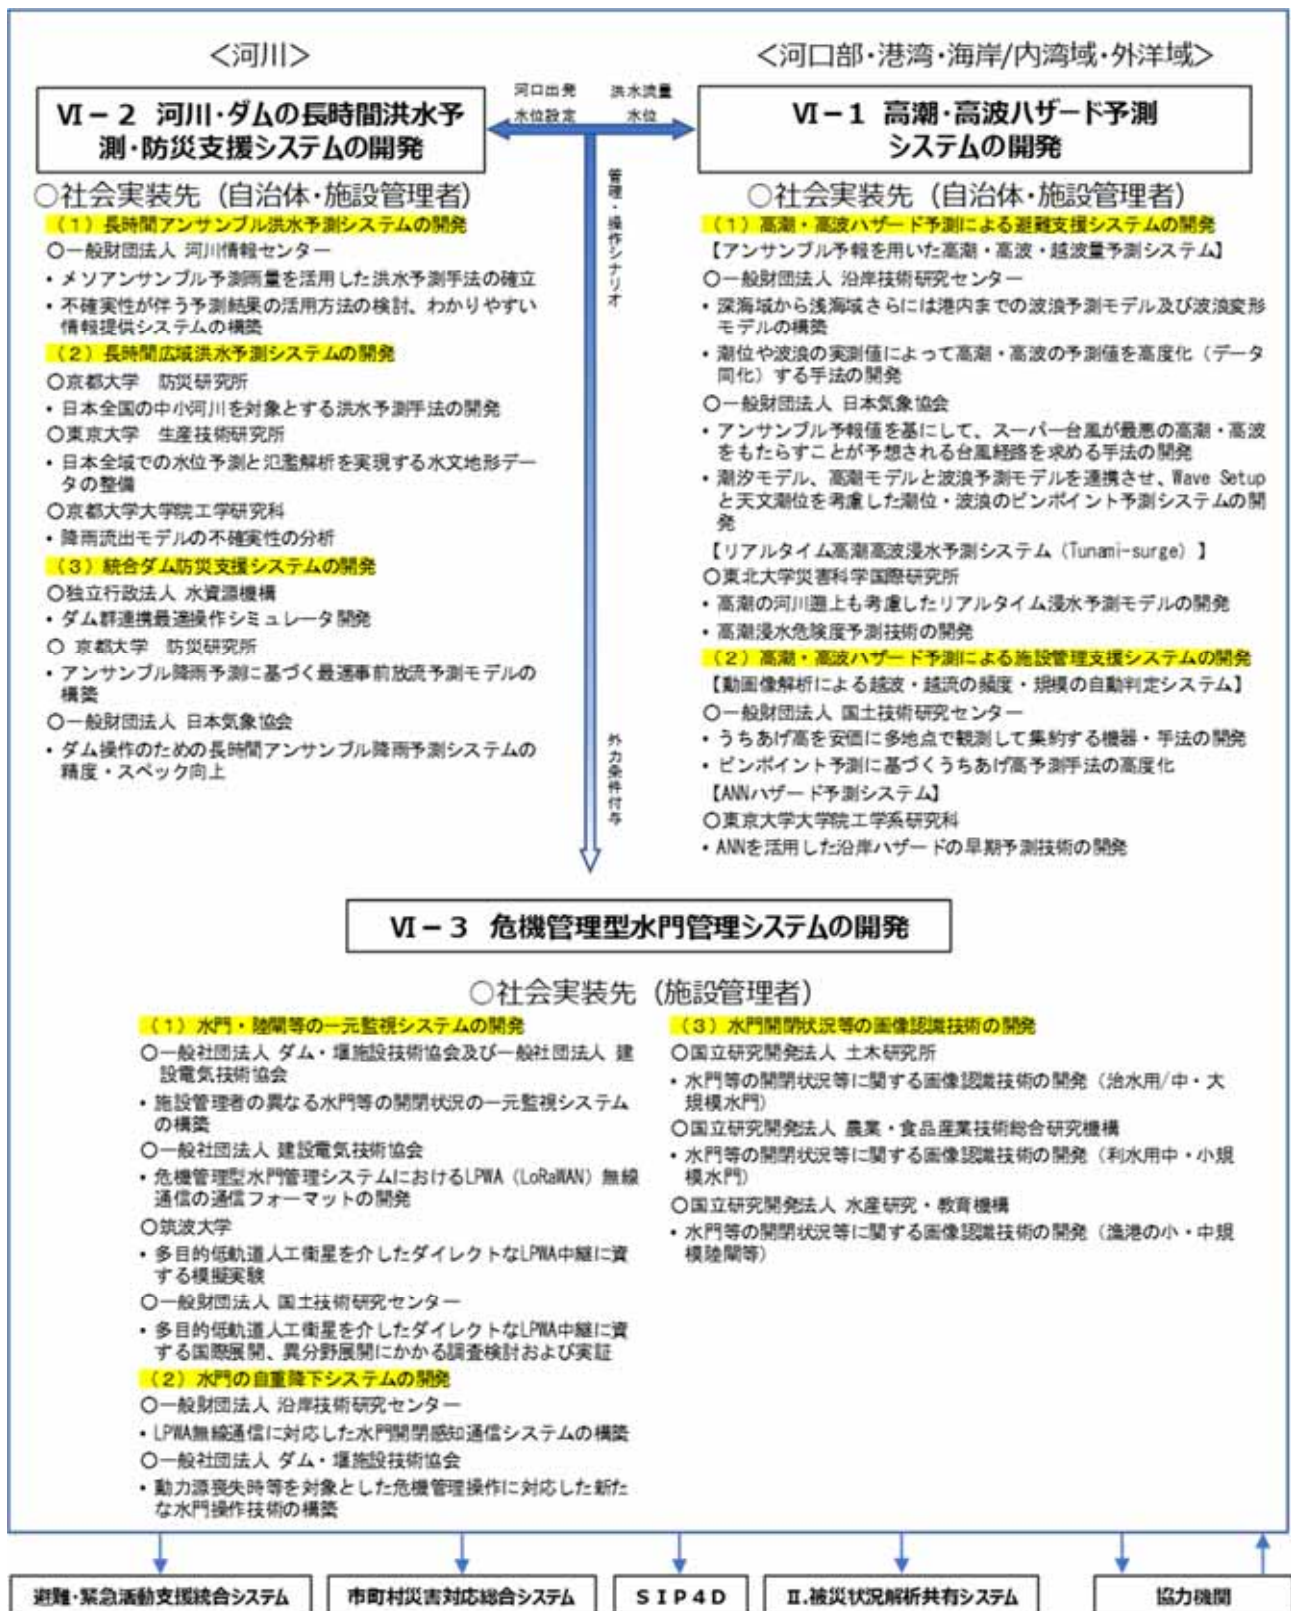 ＜河川＞
Ⅵ－２ 河川・ダムの長時間洪水予
測・防災支援システムの開発
○社会実装先（自治体・施設管理者）
（１）長時間アンサンブル洪水予測システムの開発
○一般財団法人 河川情報センター
・メソアンサンブル予測雨量を活用した洪水予測手法の確立
・不確実性が伴う予測結果の活用方法の検討、わかりやすい
情報提供システムの構築
（２）長時間広域洪水予測システムの開発
○京都大学　防災研究所
・日本全国の中小河川を対象とする洪水予測手法の開発
○東京大学　生産技術研究所
・日本全域での水位予測と氾濫解析を実現する水文地形デー
タの整備
○京都大学大学院工学研究科
・降雨流出モデルの不確実性の分析
（３）統合ダム防災支援システムの開発
○独立行政法人 水資源機構
・ダム群連携最適操作シミュレータ開発
○ 京都大学　防災研究所
・アンサンブル降雨予測に基づく最適事前放流予測モデルの
構築
○一般財団法人 日本気象協会
・ダム操作のための長時間アンサンブル降雨予測システムの
精度・スペック向上
河口出発
水位設定
洪水流量
水位
管理・操作シナリオ
外力条件付与
＜河口部・港湾・海岸/内湾域・外洋域＞
Ⅵ－１ 高潮・高波ハザード予測
システムの開発
○社会実装先（自治体・施設管理者）
（１）高潮・高波ハザード予測による避難支援システムの開発
【アンサンブル予報を用いた高潮・高波・越波量予測システム】
○一般財団法人 沿岸技術研究センター
・深海域から浅海域さらには港内までの波浪予測モデル及び波浪変形
モデルの構築
・潮位や波浪の実測値によって高潮・高波の予測値を高度化（データ
同化）する手法の開発
○一般財団法人 日本気象協会
・アンサンブル予報値を基にして、スーパー台風が最悪の高潮・高波
をもたらすことが予想される台風経路を求める手法の開発
・潮汐モデル、高潮モデルと波浪予測モデルを連携させ、Wave Setup
と天文潮位を考慮した潮位・波浪のピンポイント予測システムの開
発
【リアルタイム高潮高波浸水予測システム（Tunami-surge）】
○東北大学災害科学国際研究所
・高潮の河川遡上も考慮したリアルタイム浸水予測モデルの開発
・高潮浸水危険度予測技術の開発
（２）高潮・高波ハザード予測による施設管理支援システムの開発
【動画像解析による越波・越流の頻度・規模の自動判定システム】
○一般財団法人 国土技術研究センター
・うちあげ高を安価に多地点で観測して集約する機器・手法の開発
・ピンポイント予測に基づくうちあげ高予測手法の高度化
【ANNハザード予測システム】
○東京大学大学院工学系研究科
・ANNを活用した沿岸ハザードの早期予測技術の開発
Ⅵ－３ 危機管理型水門管理システムの開発
○社会実装先（施設管理者）
（１）水門・陸閘等の一元監視システムの開発
○一般社団法人 ダム・堰施設技術協会及び一般社団法人 建
設電気技術協会
・施設管理者の異なる水門等の開閉状況の一元監視システム
の構築
○一般社団法人 建設電気技術協会
・危機管理型水門管理システムにおけるLPWA（LoRaWAN）無線
通信の通信フォーマットの開発
○筑波大学
・多目的低軌道人工衛星を介したダイレクトなLPWA中継に資
する模擬実験
○一般財団法人 国土技術研究センター
・多目的低軌道人工衛星を介したダイレクトなLPWA中継に資
する国際展開、異分野展開にかかる調査検討および実証
（２）水門の自重降下システムの開発
○一般財団法人 沿岸技術研究センター
・LPWA無線通信に対応した水門開閉感知通信システムの構築
○一般社団法人 ダム・堰施設技術協会
・動力源喪失時等を対象とした危機管理操作に対応した新た
な水門操作技術の構築
（３）水門開閉状況等の画像認識技術の開発
○国立研究開発法人 土木研究所
・水門等の開閉状況等に関する画像認識技術の開発（治水用/中・大
規模水門）
○国立研究開発法人 農業・食品産業技術総合研究機構
・水門等の開閉状況等に関する画像認識技術の開発（利水用中・小規
模水門）
○国立研究開発法人 水産研究・教育機構
・水門等の開閉状況等に関する画像認識技術の開発（漁港の小・中規
模陸閘等）
避難・緊急活動支援統合システム
市町村災害対応総合システム
ＳＩＰ４Ｄ
Ⅱ.被災状況解析共有システム
協力機関